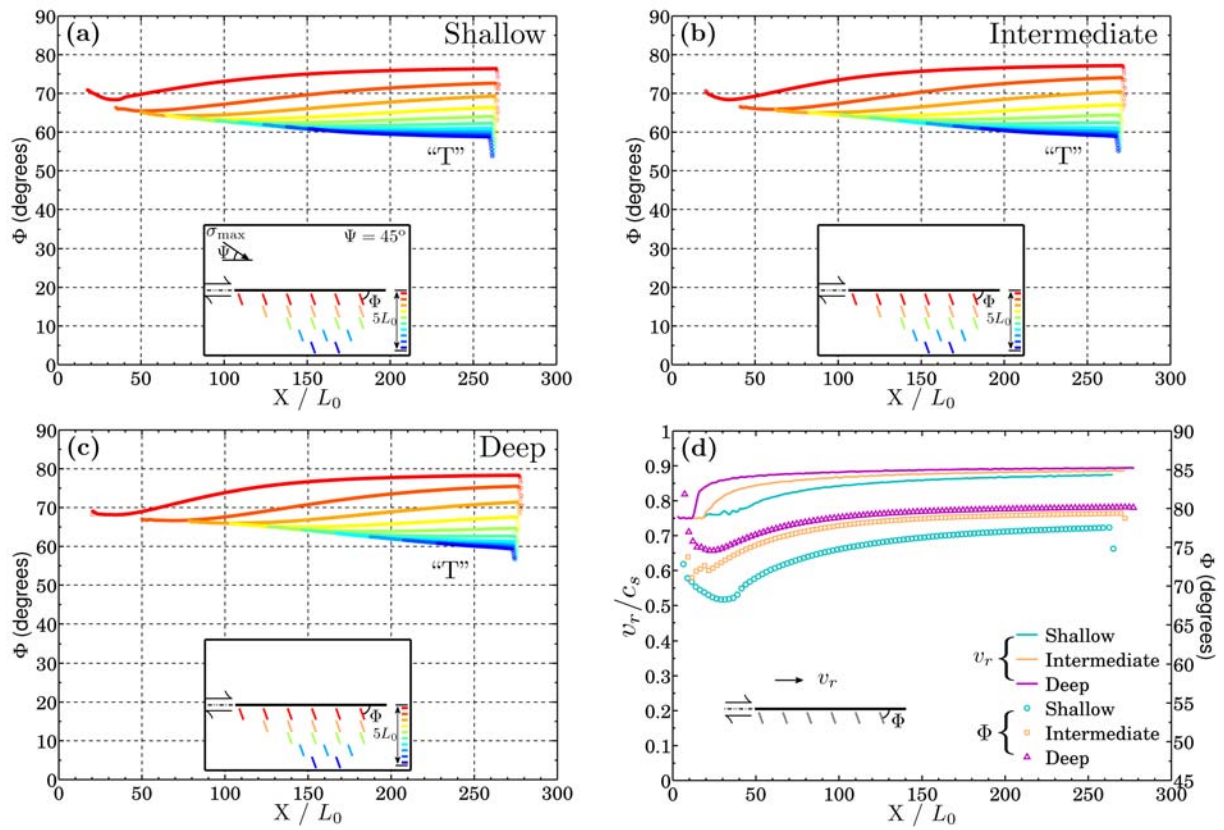 (a) Shallow
Φ (degrees)
90
80
70
60
50
40
30
20
10
0
"T"
σmax
Ψ
Ψ = 45°
Φ
5L0
0 50 100 150 200 250 300
X / L0
(b) Intermediate
Φ (degrees)
90
80
70
60
50
40
30
20
10
0
"T"
Φ
5L0
0 50 100 150 200 250 300
X / L0
(c) Deep
Φ (degrees)
90
80
70
60
50
40
30
20
10
0
"T"
Φ
5L0
0 50 100 150 200 250 300
X / L0
(d)
vr/cs
1
0.9
0.8
0.7
0.6
0.5
0.4
0.3
0.2
0.1
0
Φ (degrees)
90
85
80
75
70
65
60
55
50
45
vr
Φ
vr { Shallow
Intermediate
Deep
Φ { Shallow
Intermediate
Deep
0 50 100 150 200 250 300
X / L0